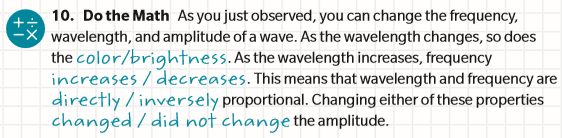 + ÷ − ×
10. Do the Math As you just observed, you can change the frequency,
wavelength, and amplitude of a wave. As the wavelength changes, so does
the color/brightness. As the wavelength increases, frequency
increases / decreases. This means that wavelength and frequency are
directly / inversely proportional. Changing either of these properties
changed / did not change the amplitude.